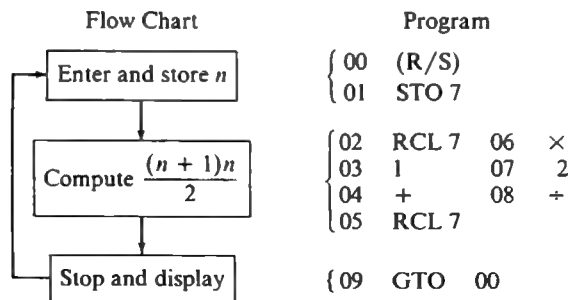 Flow Chart Program
Enter and store n
{ 00 (R/S)
01 STO 7
Compute (n + 1)n / 2
{ 02 RCL 7 06 ×
03 1 07 2
04 + 08 ÷
05 RCL 7
Stop and display
{ 09 GTO 00